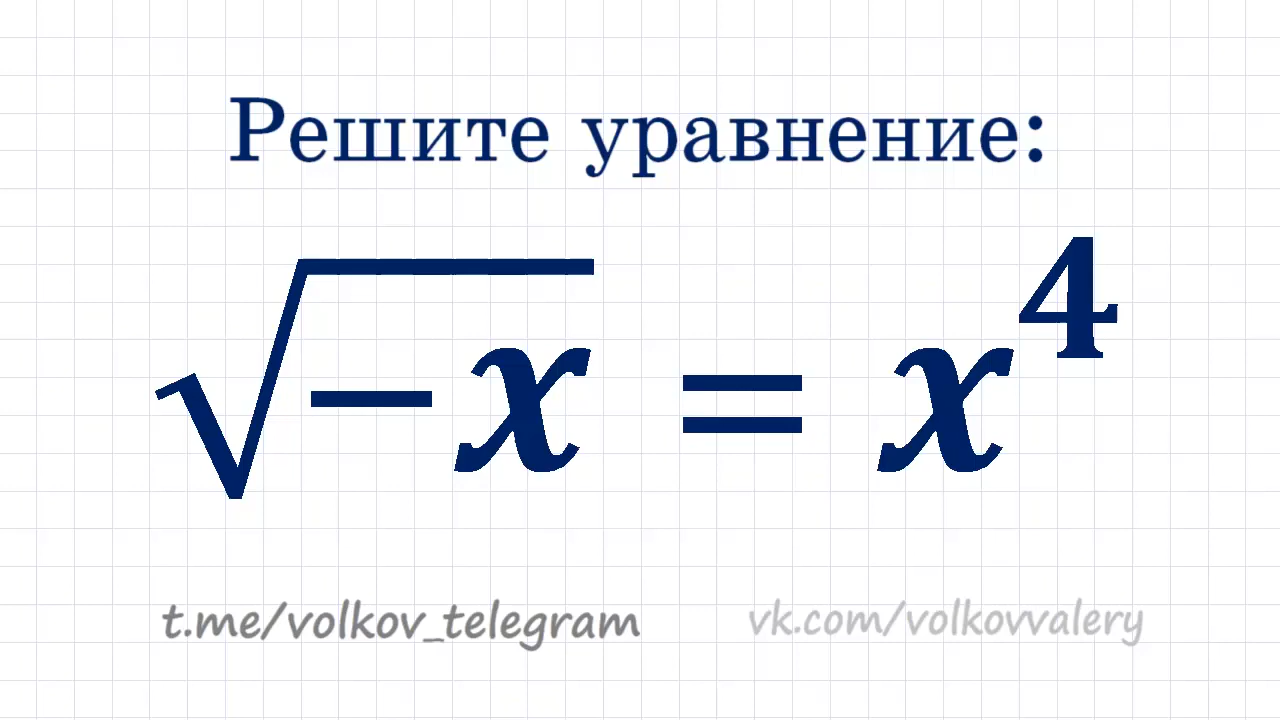 Решите уравнение:
√-x = x⁴
t.me/volkov_telegram
vk.com/volkovvalery